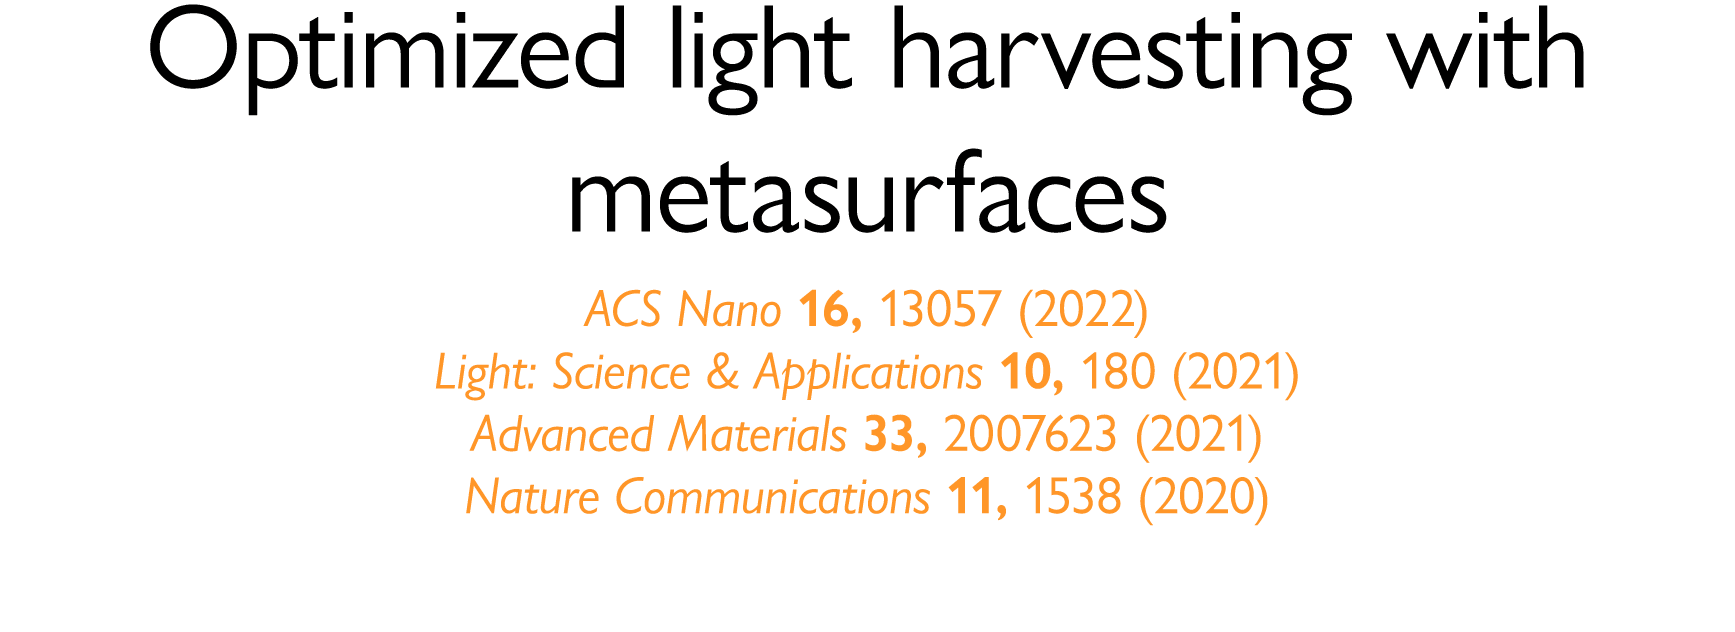 Optimized light harvesting with
metasurfaces
ACS Nano 16, 13057 (2022)
Light: Science & Applications 10, 180 (2021)
Advanced Materials 33, 2007623 (2021)
Nature Communications 11, 1538 (2020)